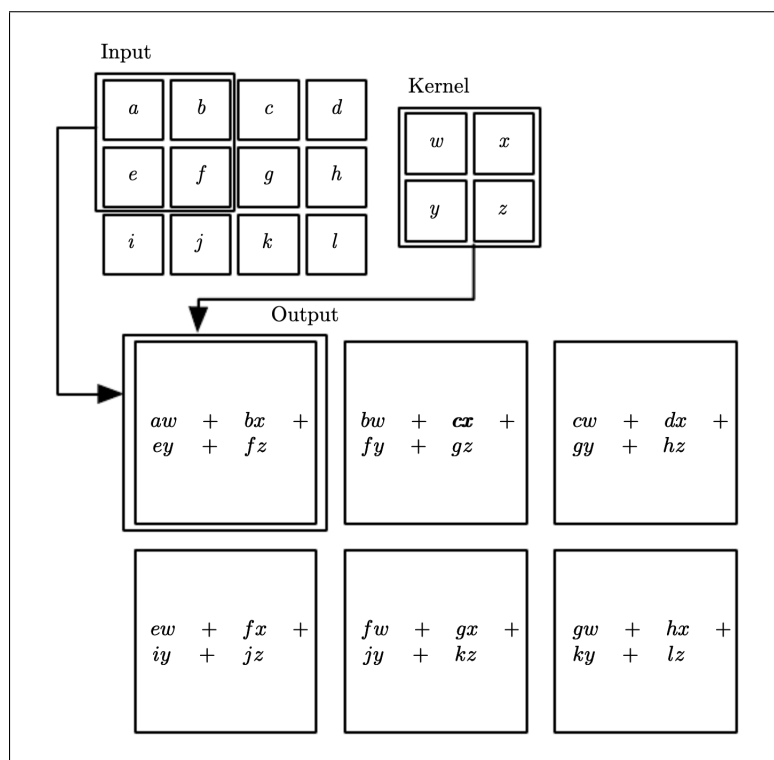 Input
Kernel
a b c d
w x
e f g h
y z
i j k l
Output
aw + bx +
ey + fz
bw + cx +
fy + gz
cw + dx +
gy + hz
ew + fx +
iy + jz
fw + gx +
jy + kz
gw + hx +
ky + lz